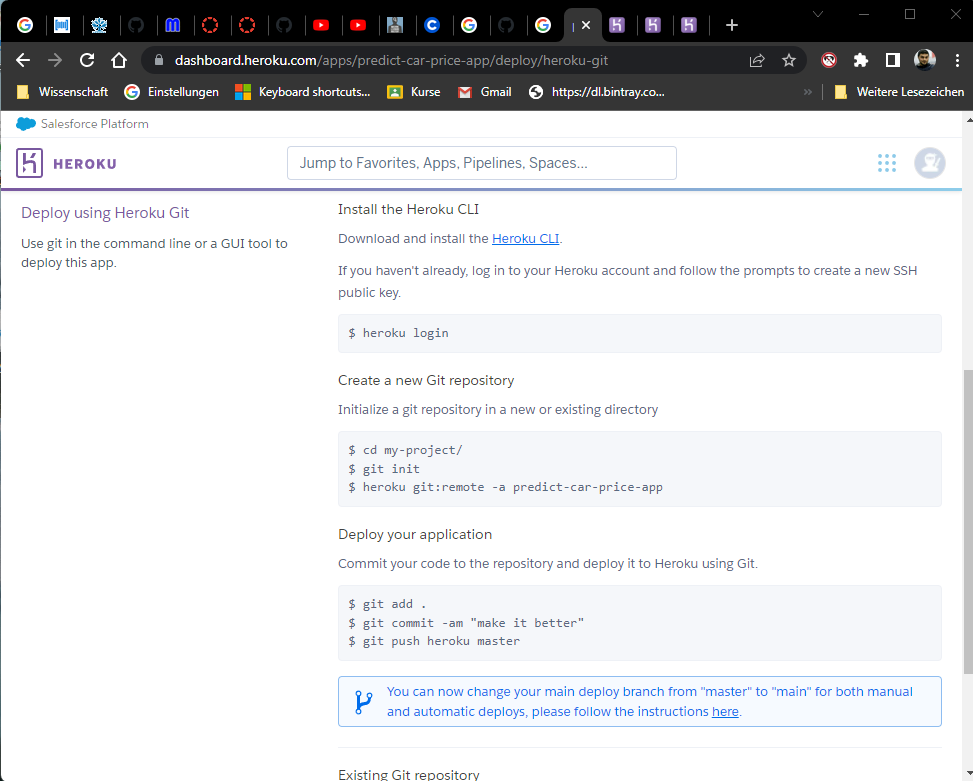 dashboard.heroku.com/apps/predict-car-price-app/deploy/heroku-git
Wissenschaft Einstellungen Keyboard shortcuts... Kurse Gmail https://dl.bintray.co... » Weitere Lesezeichen
Salesforce Platform
HEROKU Jump to Favorites, Apps, Pipelines, Spaces...
Deploy using Heroku Git
Use git in the command line or a GUI tool to
deploy this app.
Install the Heroku CLI
Download and install the Heroku CLI.
If you haven't already, log in to your Heroku account and follow the prompts to create a new SSH
public key.
$ heroku login
Create a new Git repository
Initialize a git repository in a new or existing directory
$ cd my-project/
$ git init
$ heroku git:remote -a predict-car-price-app
Deploy your application
Commit your code to the repository and deploy it to Heroku using Git.
$ git add .
$ git commit -am "make it better"
$ git push heroku master
You can now change your main deploy branch from "master" to "main" for both manual
and automatic deploys, please follow the instructions here.
Existing Git repository